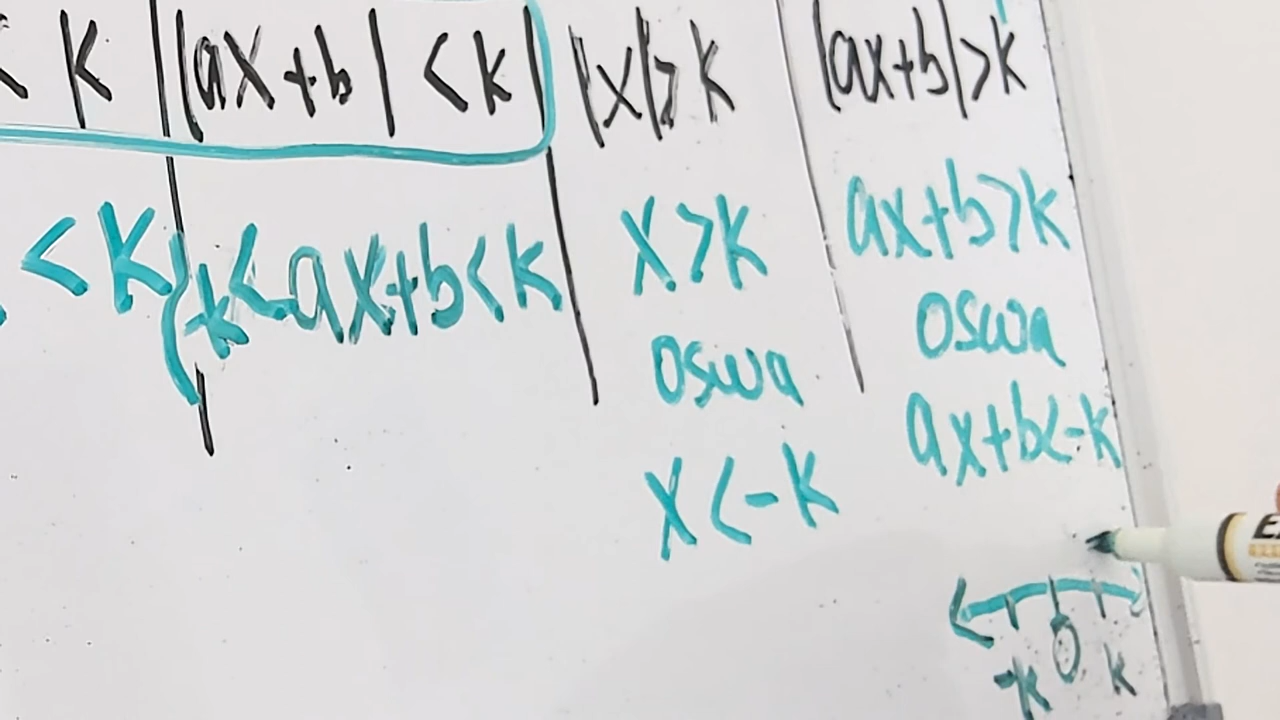 < K |ax+b| <K |x|>K |ax+b|>K
<K -K<ax+b<K x>K ax+b>K
oswa oswa
x<-K ax+b<-K
-K 0 K